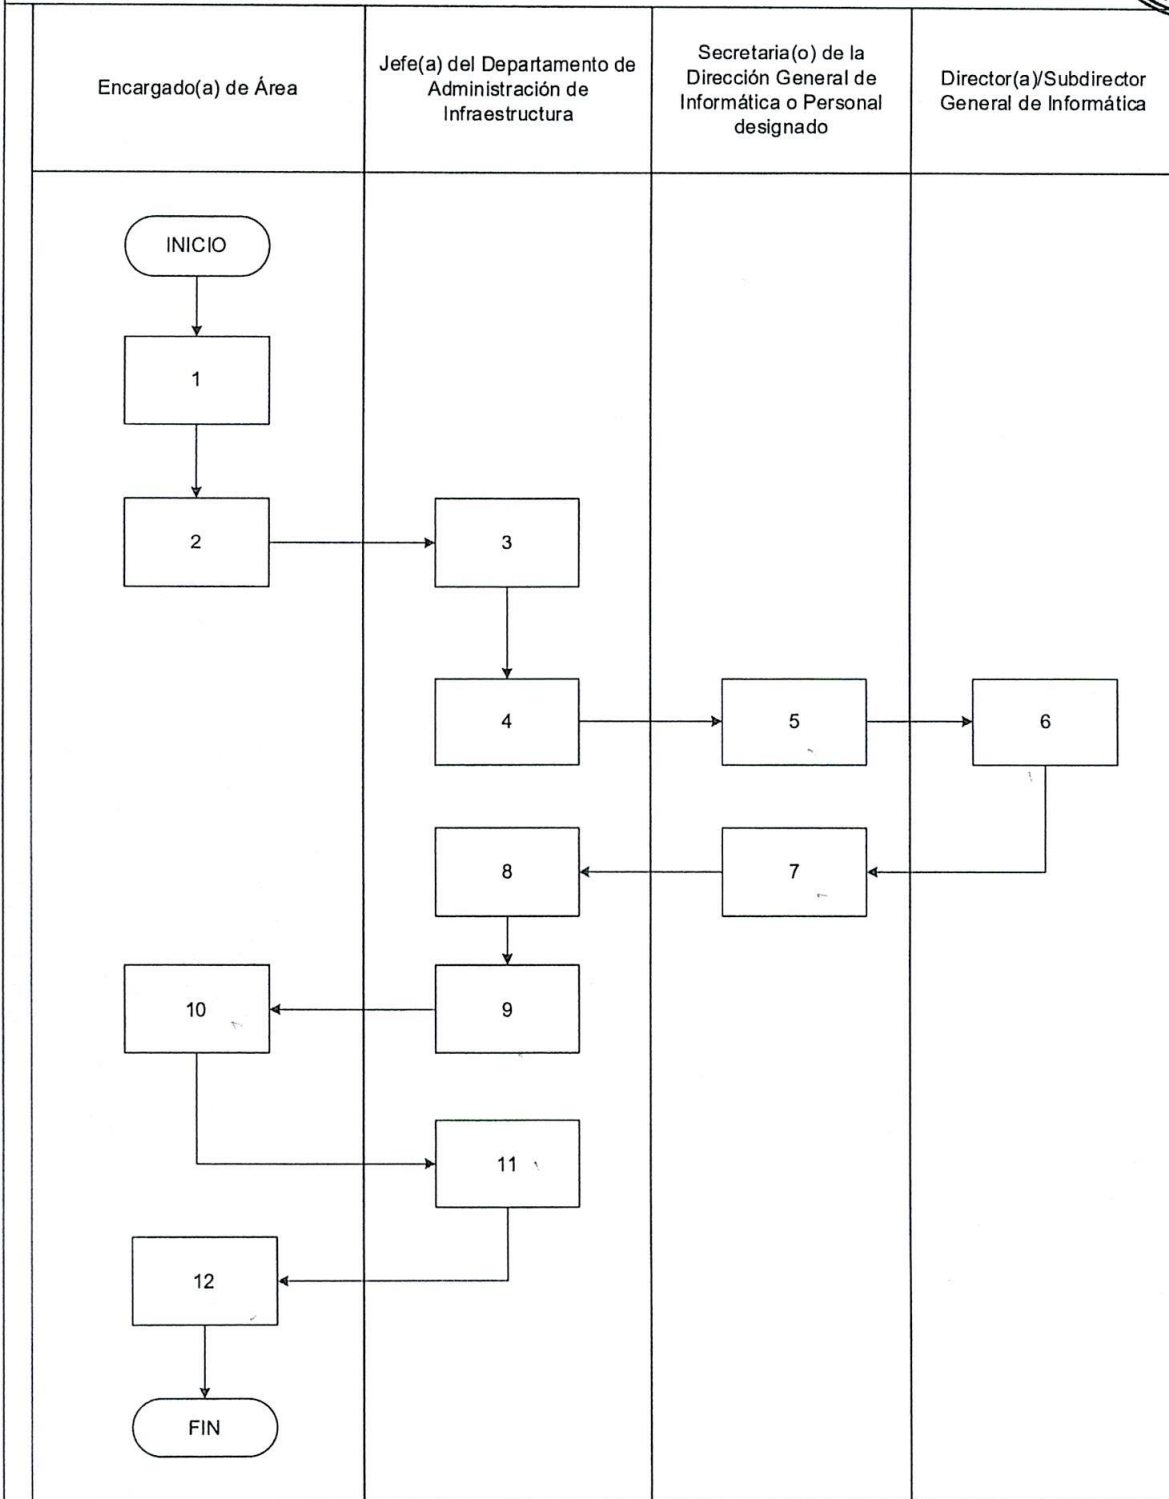 Encargado(a) de Área
Jefe(a) del Departamento de
Administración de
Infraestructura
Secretaria(o) de la
Dirección General de
Informática o Personal
designado
Director(a)/Subdirector
General de Informática
INICIO
1
2
3
4
5
6
8
7
10
9
11
12
FIN